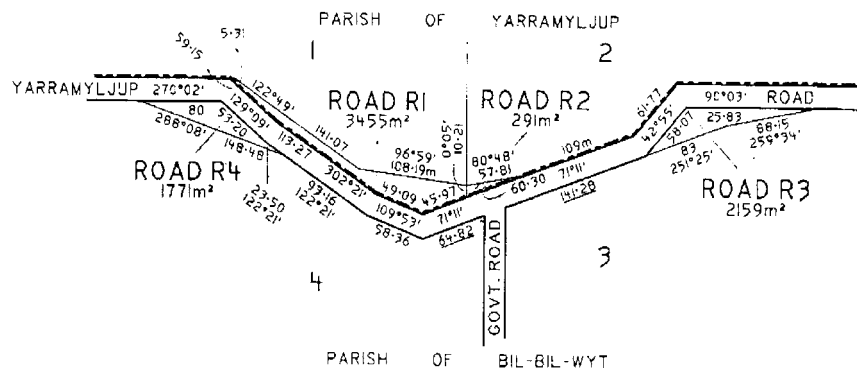 PARISH OF YARRAMYLJUP
5·31
59·15
1
2
122°49'
YARRAMYLJUP 270°02'
129°09'
ROAD R1
3455m²
ROAD R2
291m²
61·77
90°03' ROAD
80
53·20
113·27
141·07
0°05'
10·21
80°48'
57·81
109m
42°55'
58·07
25·83
88·15
259°34'
288°08'
148·48
96°59'
108·19m
83
251°25'
ROAD R4
1771m²
302°21'
49·09
45·97
60·30
71°11'
ROAD R3
2159m²
23·50
122°21'
93·16
122°21'
109°53'
71°11'
141·28
58·36
64·82
GOVT. ROAD
4
3
PARISH OF BIL-BIL-WYT